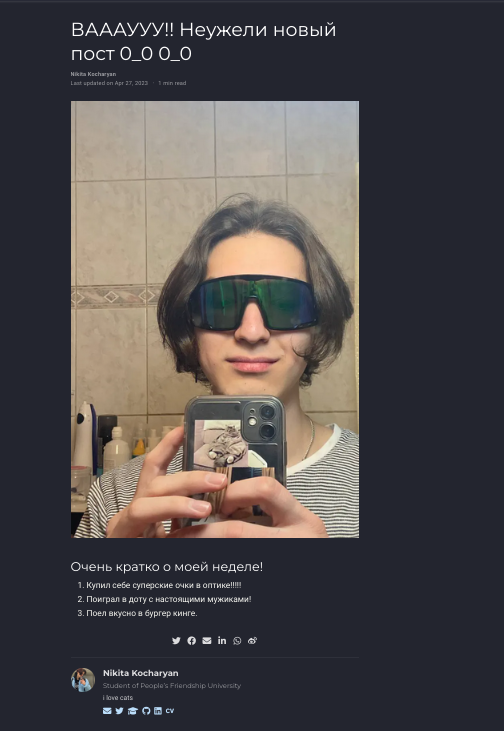 ВАААУУУ!! Неужели новый
пост 0_0 0_0
Nikita Kocharyan
Last updated on Apr 27, 2023 · 1 min read
Очень кратко о моей неделе!
1. Купил себе суперские очки в оптике!!!!!
2. Поиграл в доту с настоящими мужиками!
3. Поел вкусно в бургер кинге.
Nikita Kocharyan
Student of People's Friendship University
i love cats
CV